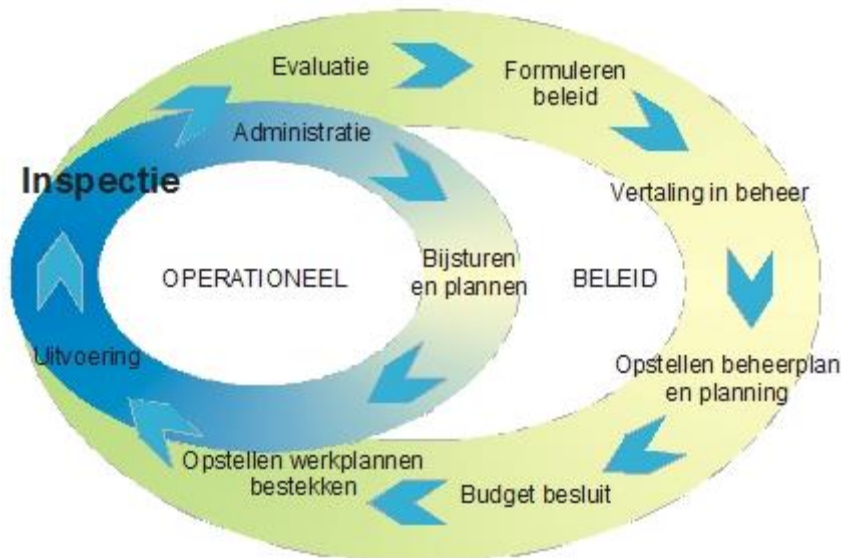 Evaluatie
Formuleren
beleid
Administratie
Inspectie
Vertaling in beheer
OPERATIONEEL
Bijsturen
en plannen
BELEID
Uitvoering
Opstellen beheerplan
en planning
Opstellen werkplannen
bestekken
Budget besluit